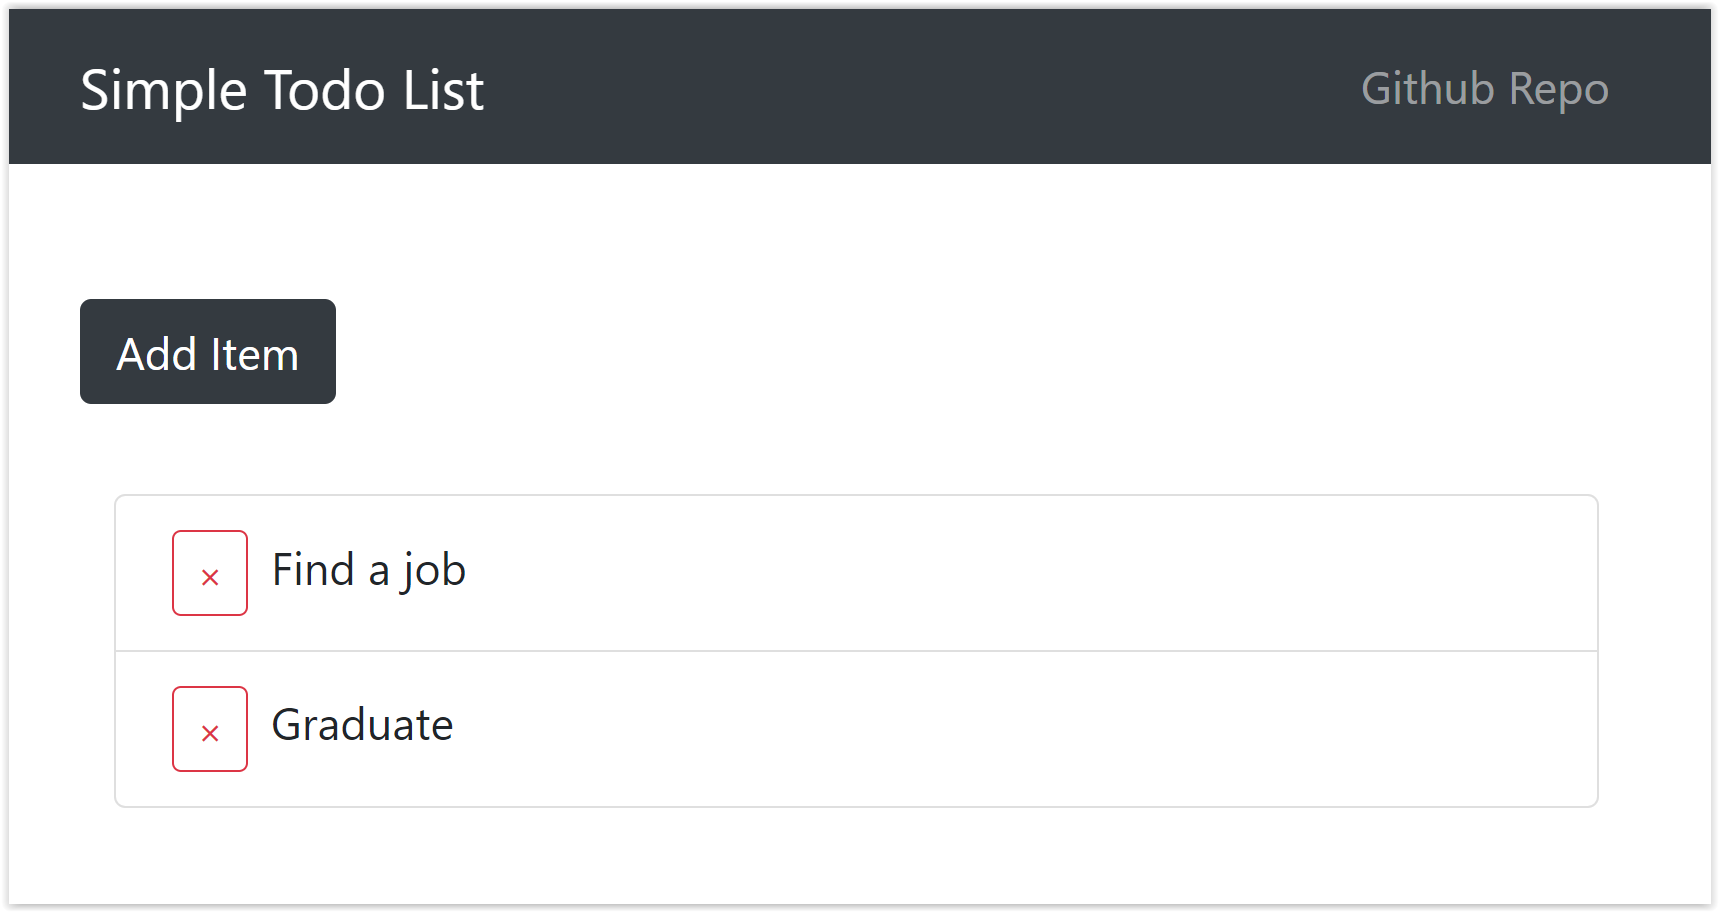 Simple Todo List
Github Repo
Add Item
× Find a job
× Graduate